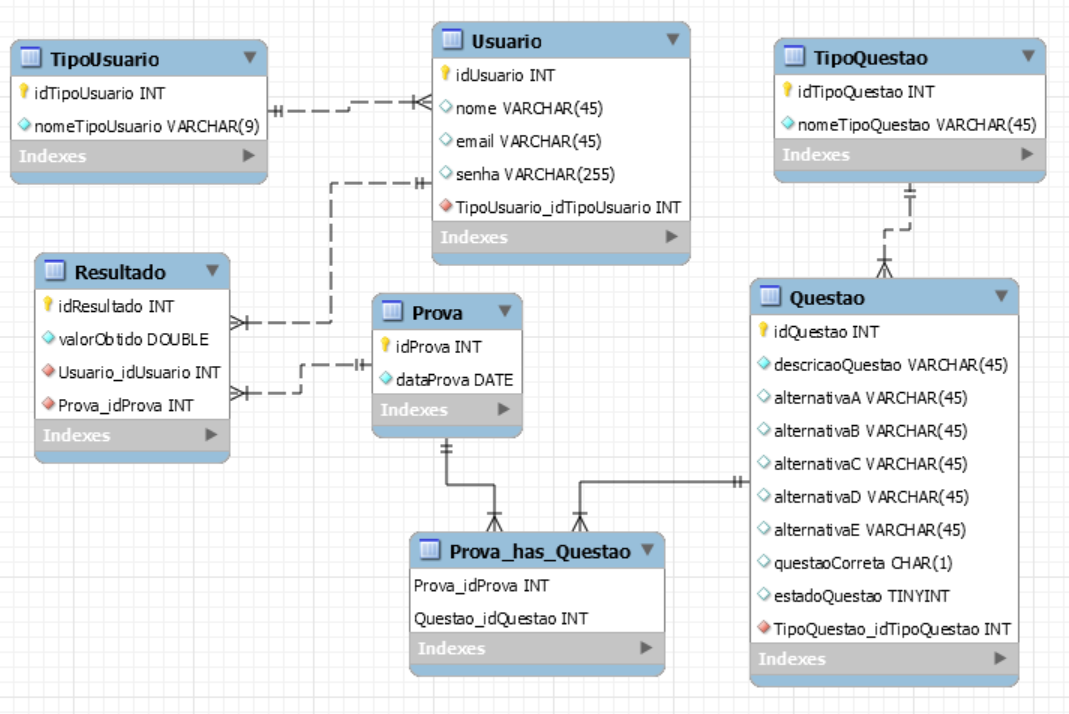 TipoUsuario
idTipoUsuario INT
nomeTipoUsuario VARCHAR(9)
Indexes
Usuario
idUsuario INT
nome VARCHAR(45)
email VARCHAR(45)
senha VARCHAR(255)
TipoUsuario_idTipoUsuario INT
Indexes
TipoQuestao
idTipoQuestao INT
nomeTipoQuestao VARCHAR(45)
Indexes
Resultado
idResultado INT
valorObtido DOUBLE
Usuario_idUsuario INT
Prova_idProva INT
Indexes
Prova
idProva INT
dataProva DATE
Indexes
Questao
idQuestao INT
descricaoQuestao VARCHAR(45)
alternativaA VARCHAR(45)
alternativaB VARCHAR(45)
alternativaC VARCHAR(45)
alternativaD VARCHAR(45)
alternativaE VARCHAR(45)
questaoCorreta CHAR(1)
estadoQuestao TINYINT
TipoQuestao_idTipoQuestao INT
Indexes
Prova_has_Questao
Prova_idProva INT
Questao_idQuestao INT
Indexes